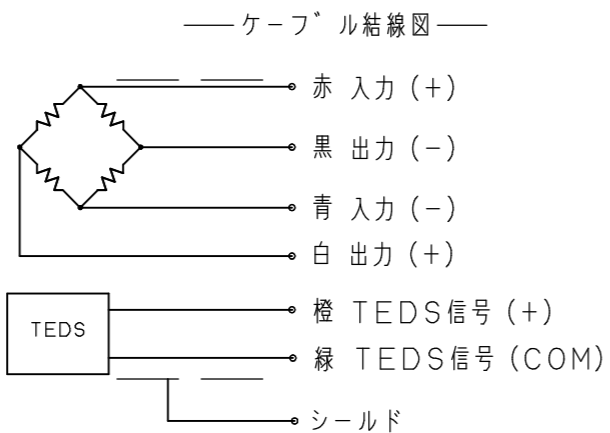 ケーブル結線図
赤 入力 (+)
黒 出力 (-)
青 入力 (-)
白 出力 (+)
橙 TEDS信号 (+)
TEDS
緑 TEDS信号 (COM)
シールド